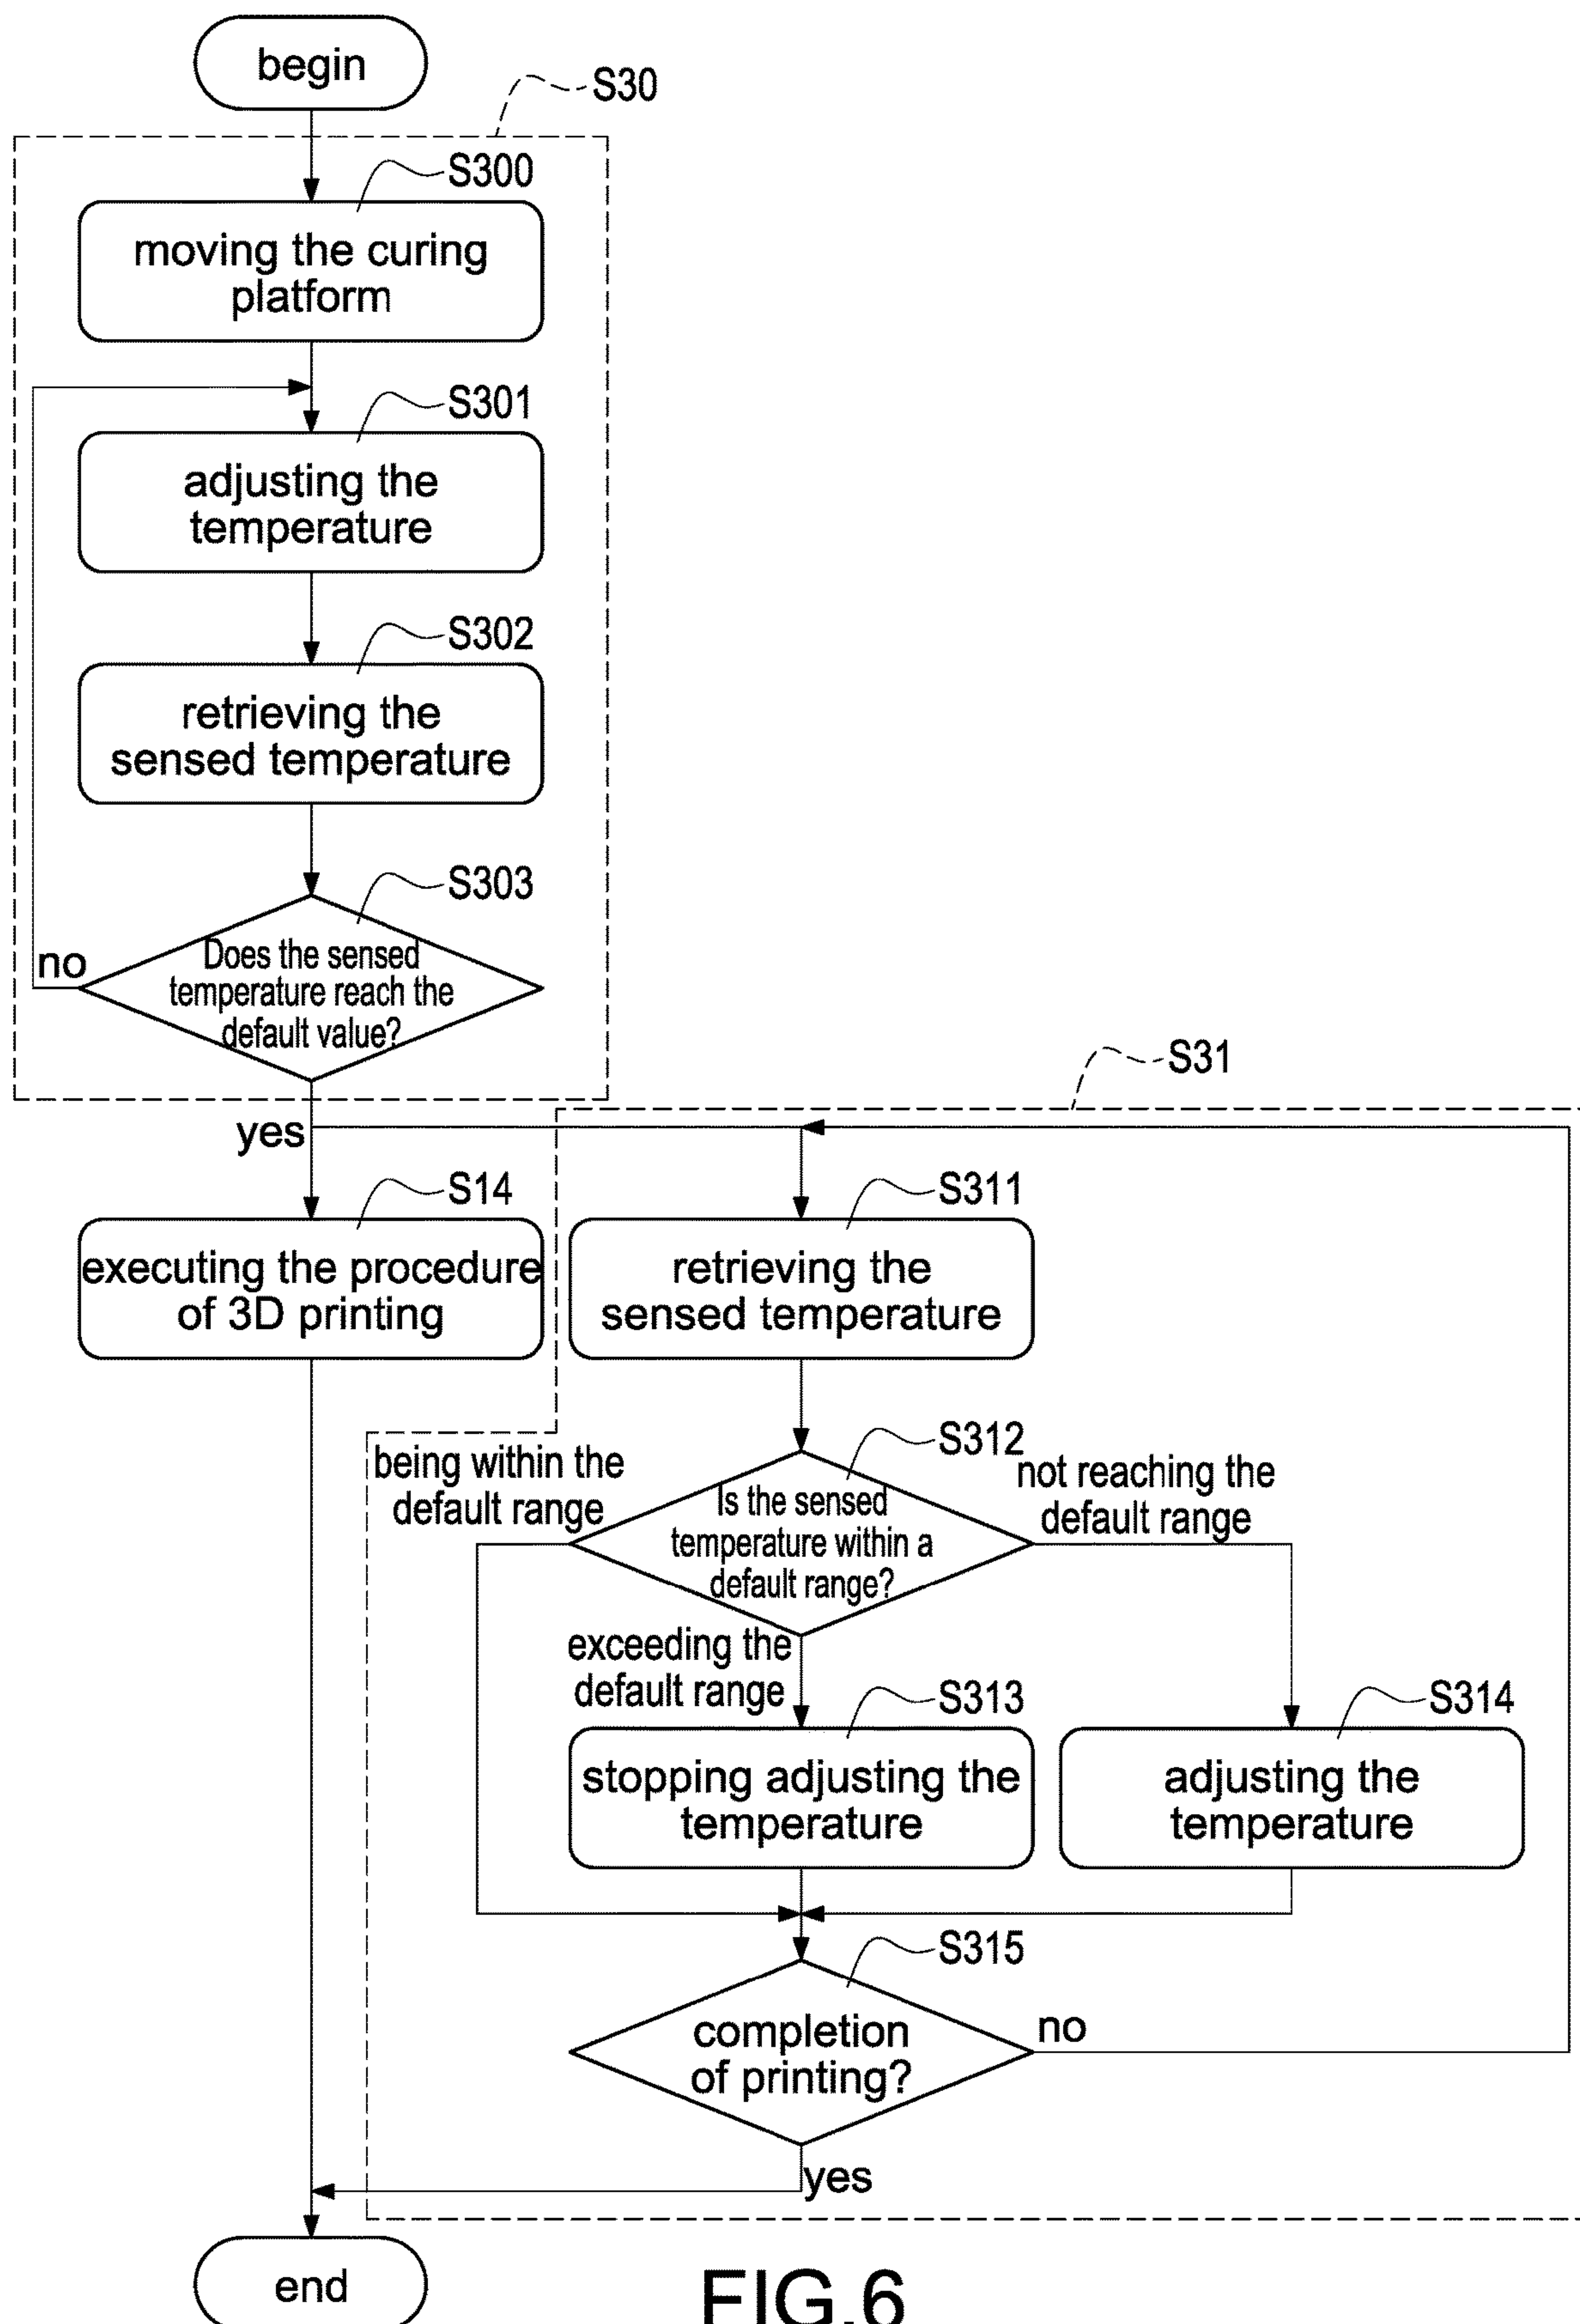 begin
S30
S300
moving the curing
platform
S301
adjusting the
temperature
S302
retrieving the
sensed temperature
S303
Does the sensed
temperature reach the
default value?
no
yes
S31
S14
executing the procedure
of 3D printing
S311
retrieving the
sensed temperature
S312
being within the
default range
Is the sensed
temperature within a
default range?
not reaching the
default range
exceeding the
default range
S313
stopping adjusting the
temperature
S314
adjusting the
temperature
S315
completion
of printing?
no
yes
end
FIG.6